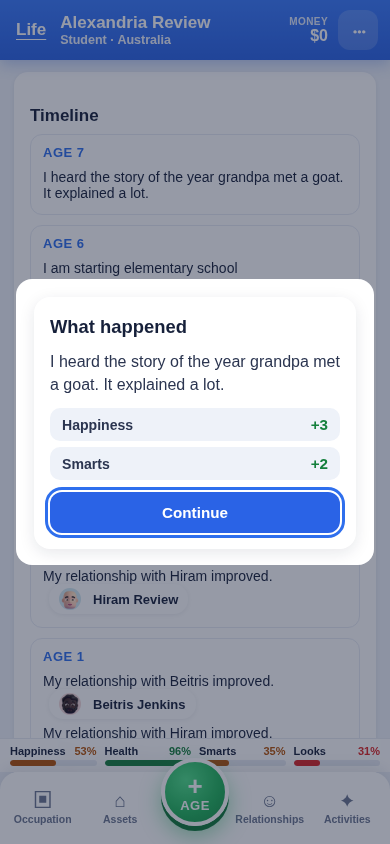 Life
Alexandria Review
Student · Australia
MONEY
$0
...
Timeline
AGE 7
I heard the story of the year grandpa met a goat.
It explained a lot.
AGE 6
I am starting elementary school
What happened
I heard the story of the year grandpa met
a goat. It explained a lot.
Happiness +3
Smarts +2
Continue
My relationship with Hiram improved.
Hiram Review
AGE 1
My relationship with Beitris improved.
Beitris Jenkins
My relationship with Hiram improved.
Happiness 53% Health 96% Smarts 35% Looks 31%
+
AGE
Occupation Assets Relationships Activities